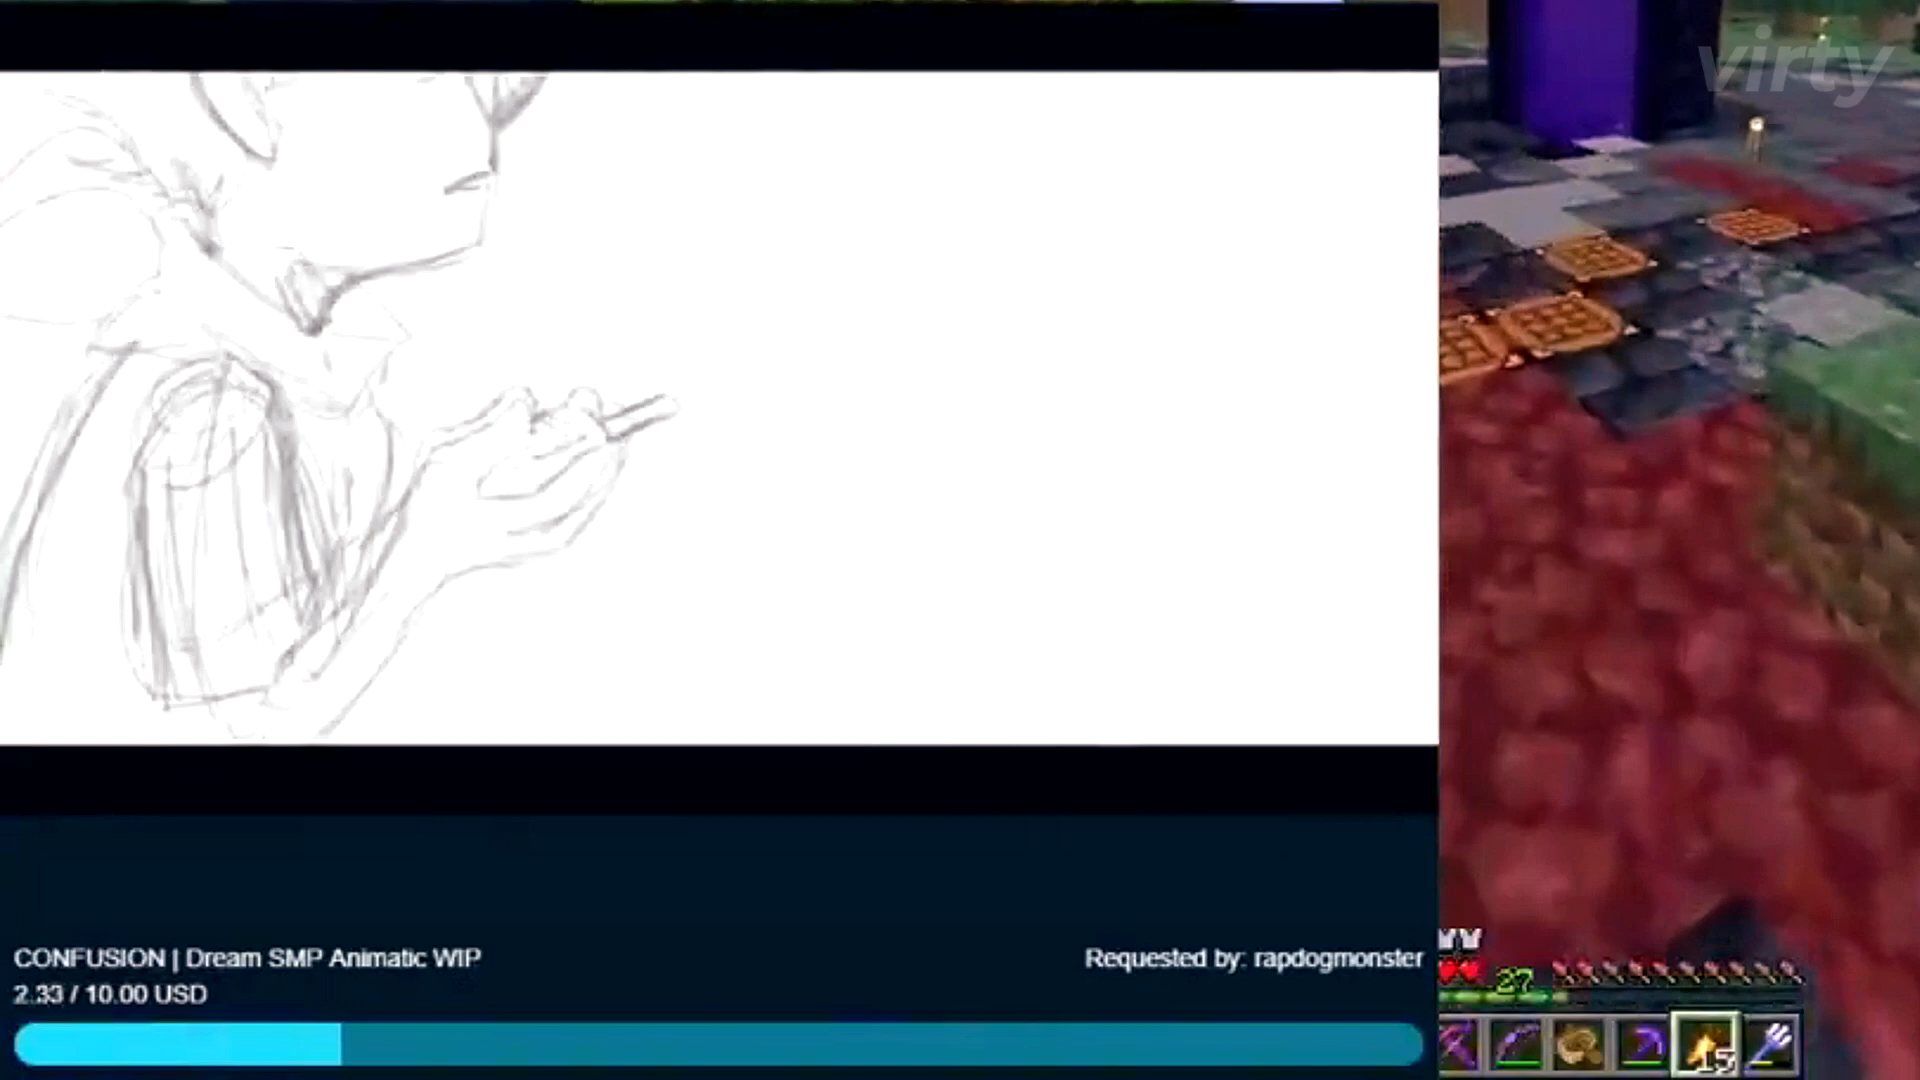 virty
CONFUSION | Dream SMP Animatic WIP
Requested by: rapdogmonster
2.33 / 10.00 USD
27
15